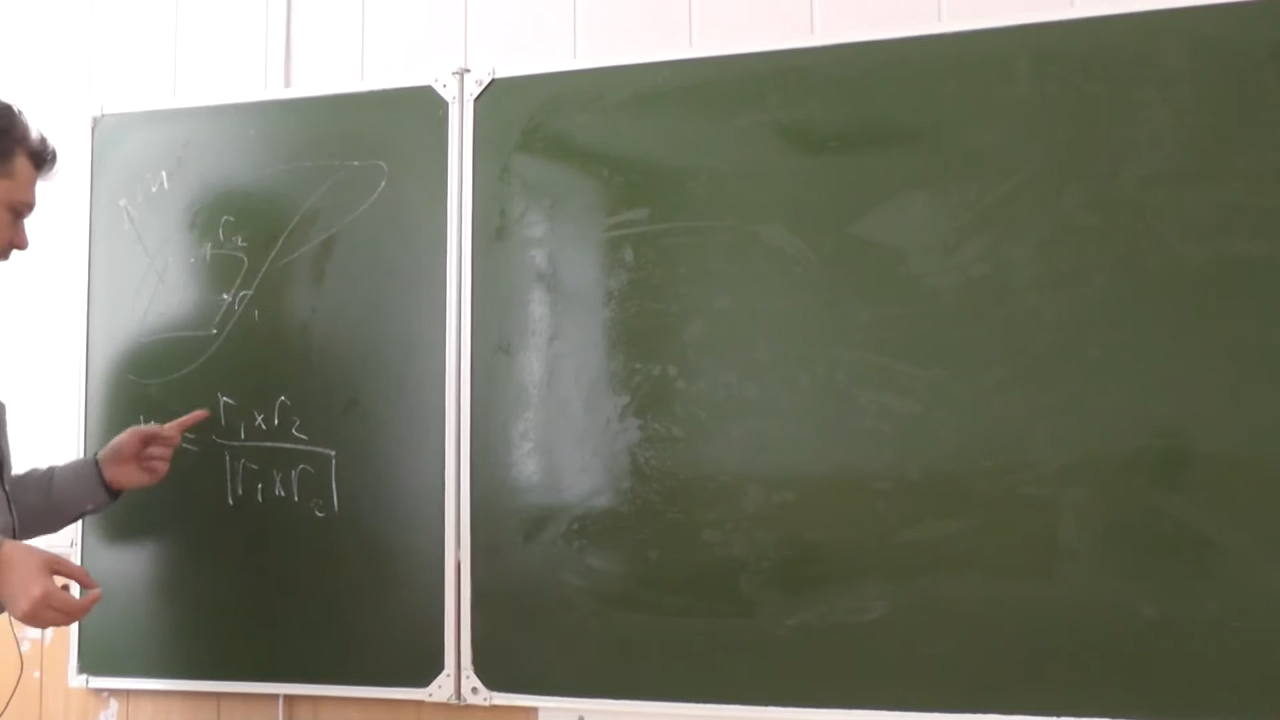 r₂
r₁
= r₁ × r₂
|r₁ × r₂|